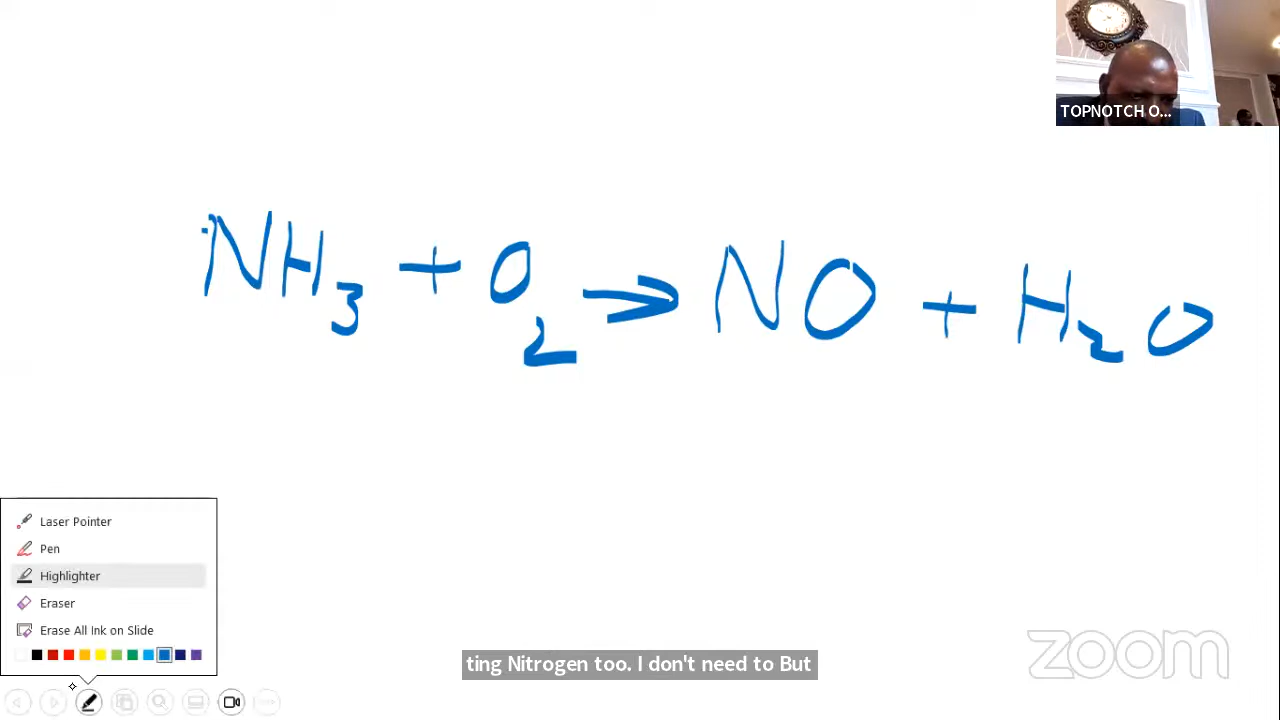 TOPNOTCH O...
NH₃ + O₂ → NO + H₂O
Laser Pointer
Pen
Highlighter
Eraser
Erase All Ink on Slide
ting Nitrogen too. I don't need to But
zoom